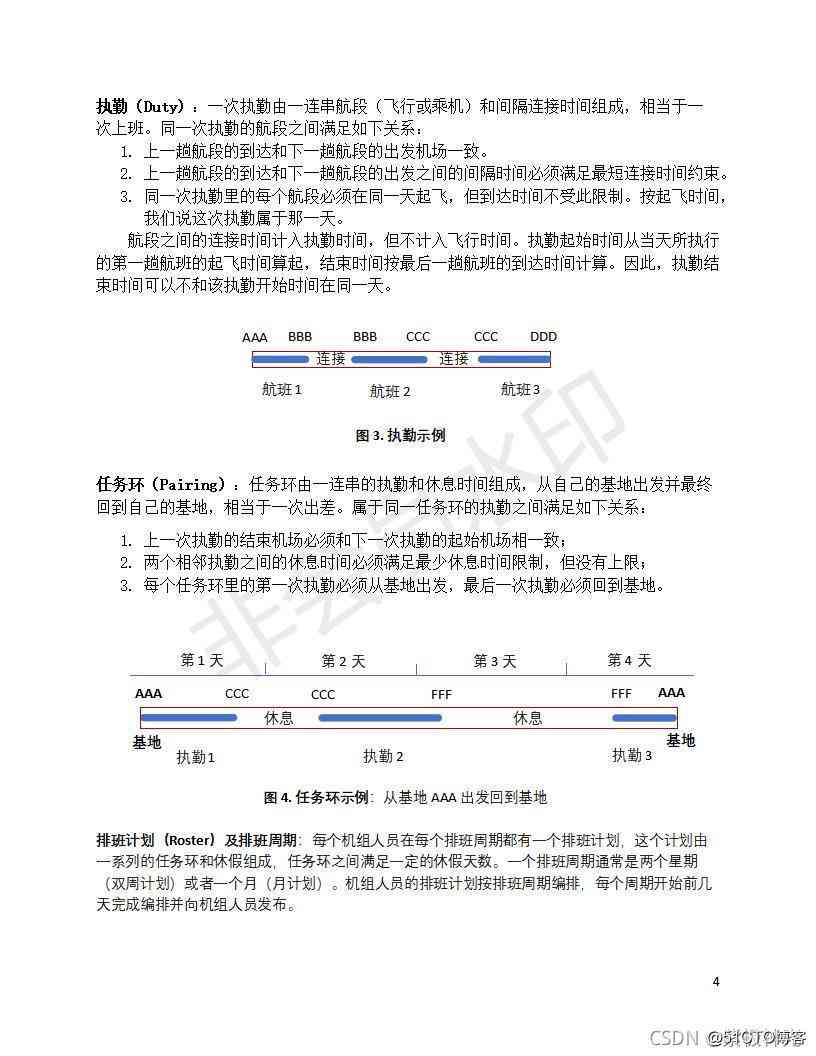 执勤（Duty）：一次执勤由一连串航段（飞行或乘机）和间隔连接时间组成，相当于一
次上班。同一次执勤的航段之间满足如下关系：
1. 上一趟航段的到达和下一趟航段的出发机场一致。
2. 上一趟航段的到达和下一趟航段的出发之间的间隔时间必须满足最短连接时间约束。
3. 同一次执勤里的每个航段必须在同一天起飞，但到达时间不受此限制。按起飞时间，
我们说这次执勤属于那一天。
航段之间的连接时间计入执勤时间，但不计入飞行时间。执勤起始时间从当天所执行
的第一趟航班的起飞时间算起，结束时间按最后一趟航班的到达时间计算。因此，执勤结
束时间可以不和该执勤开始时间在同一天。
AAA BBB BBB CCC CCC DDD
连接 连接
航班 1 航班 2 航班 3
图 3. 执勤示例
任务环（Pairing）：任务环由一连串的执勤和休息时间组成，从自己的基地出发并最终
回到自己的基地，相当于一次出差。属于同一任务环的执勤之间满足如下关系：
1. 上一次执勤的结束机场必须和下一次执勤的起始机场相一致；
2. 两个相邻执勤之间的休息时间必须满足最少休息时间限制，但没有上限；
3. 每个任务环里的第一次执勤必须从基地出发，最后一次执勤必须回到基地。
第 1 天 第 2 天 第 3 天 第 4 天
AAA CCC CCC FFF FFF AAA
休息 休息
基地 基地
执勤1 执勤 2 执勤 3
图 4. 任务环示例：从基地 AAA 出发回到基地
排班计划（Roster）及排班周期：每个机组人员在每个排班周期都有一个排班计划，这个计划由
一系列的任务环和休假组成，任务环之间满足一定的休假天数。一个排班周期通常是两个星期
（双周计划）或者一个月（月计划）。机组人员的排班计划按排班周期编排，每个周期开始前几
天完成编排并向机组人员发布。
4
CSDN @51CTO博客